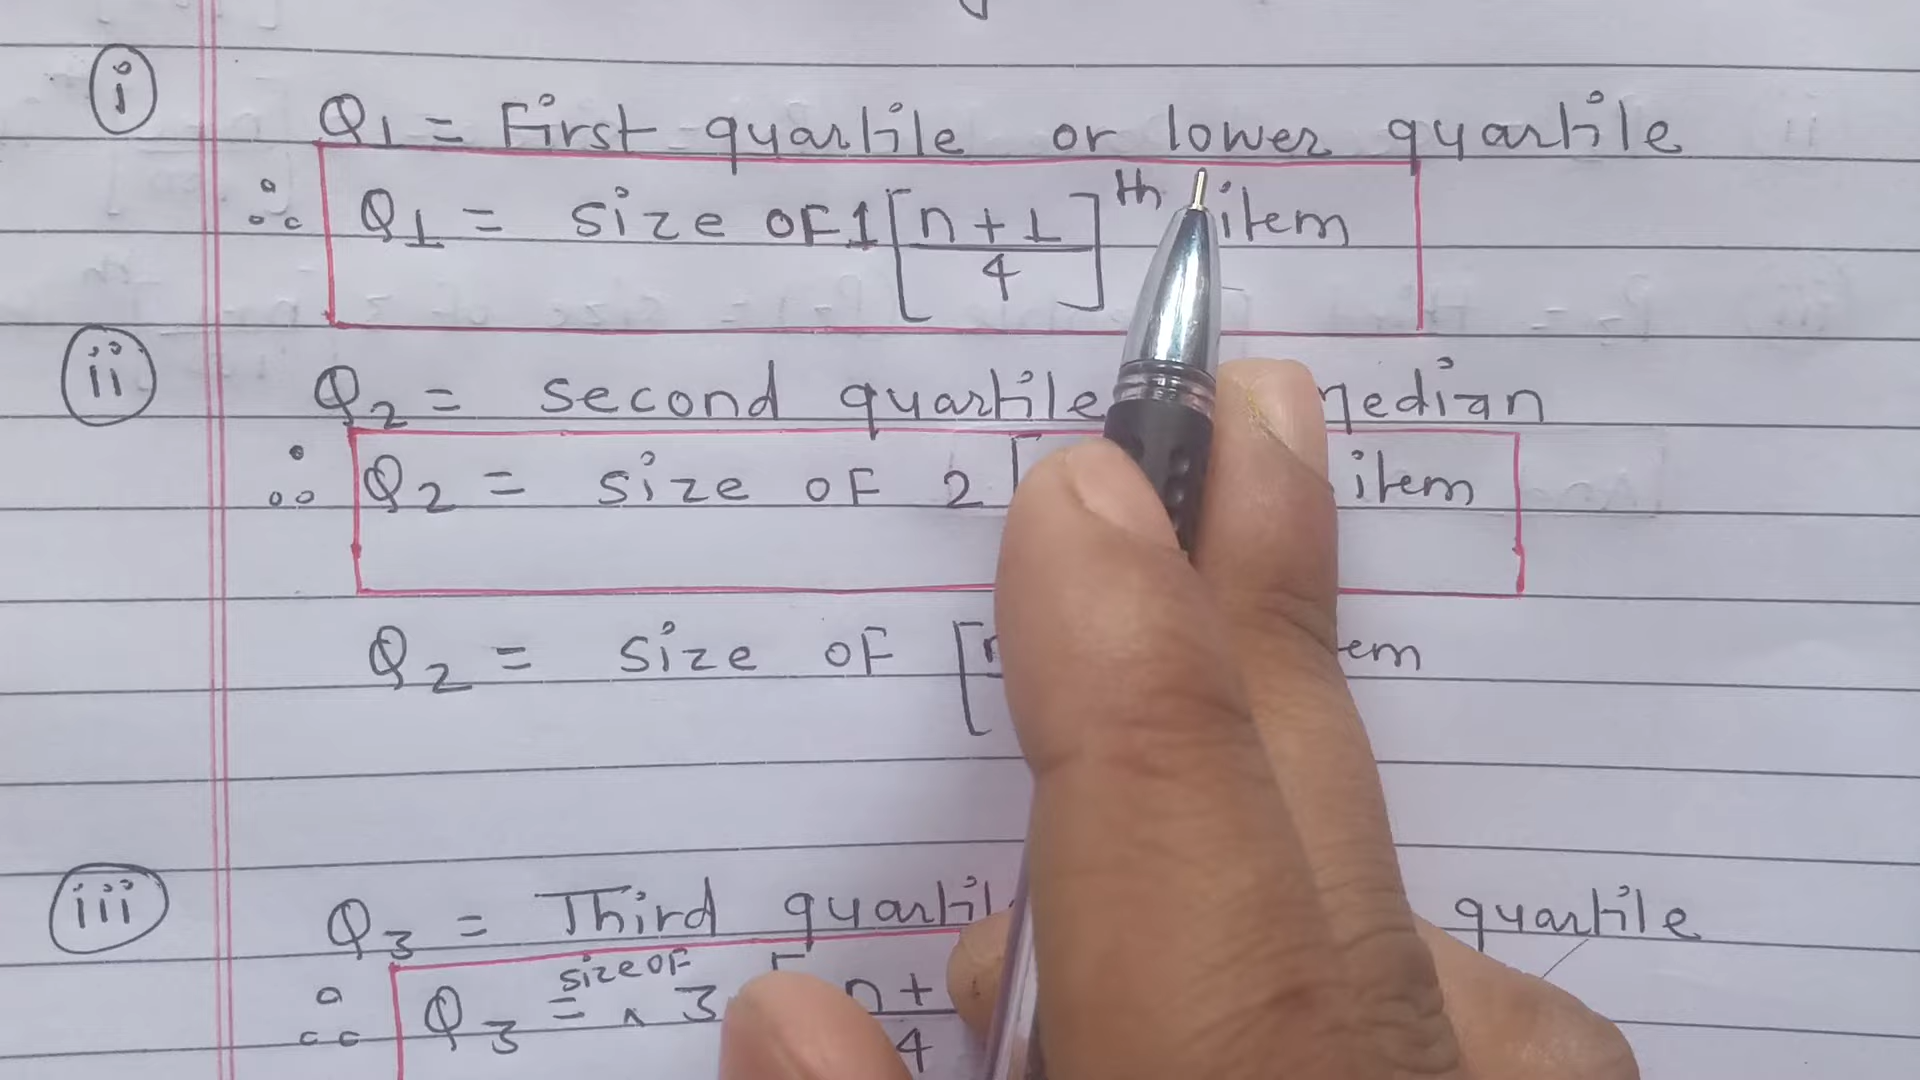 i
Q1 = First quartile or lower quartile
∴ Q1 = size of 1 [n+1/4]th item
ii
Q2 = second quartile median
∴ Q2 = size of 2 [ item
Q2 = size of [
iii
Q3 = Third quartile quartile
∴ Q3 = size of 3 [n+ /4